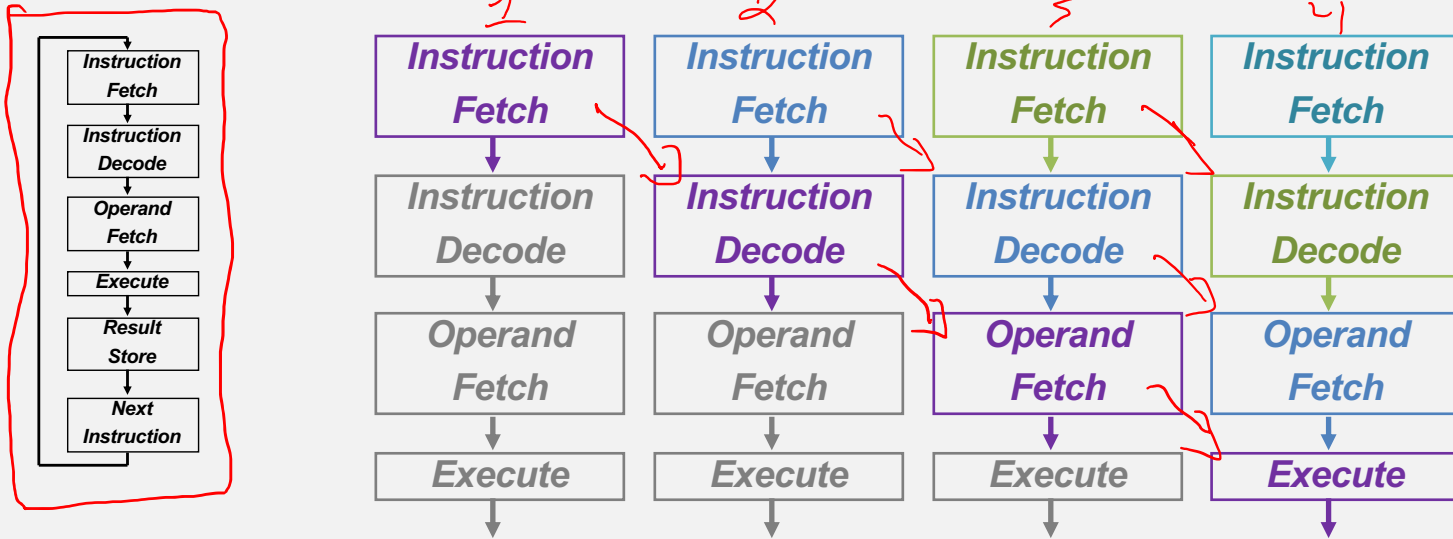 Instruction
Fetch
Instruction
Decode
Operand
Fetch
Execute
Result
Store
Next
Instruction
1 2 3 4
Instruction Instruction Instruction Instruction
Fetch Fetch Fetch Fetch
Instruction Instruction Instruction Instruction
Decode Decode Decode Decode
Operand Operand Operand Operand
Fetch Fetch Fetch Fetch
Execute Execute Execute Execute